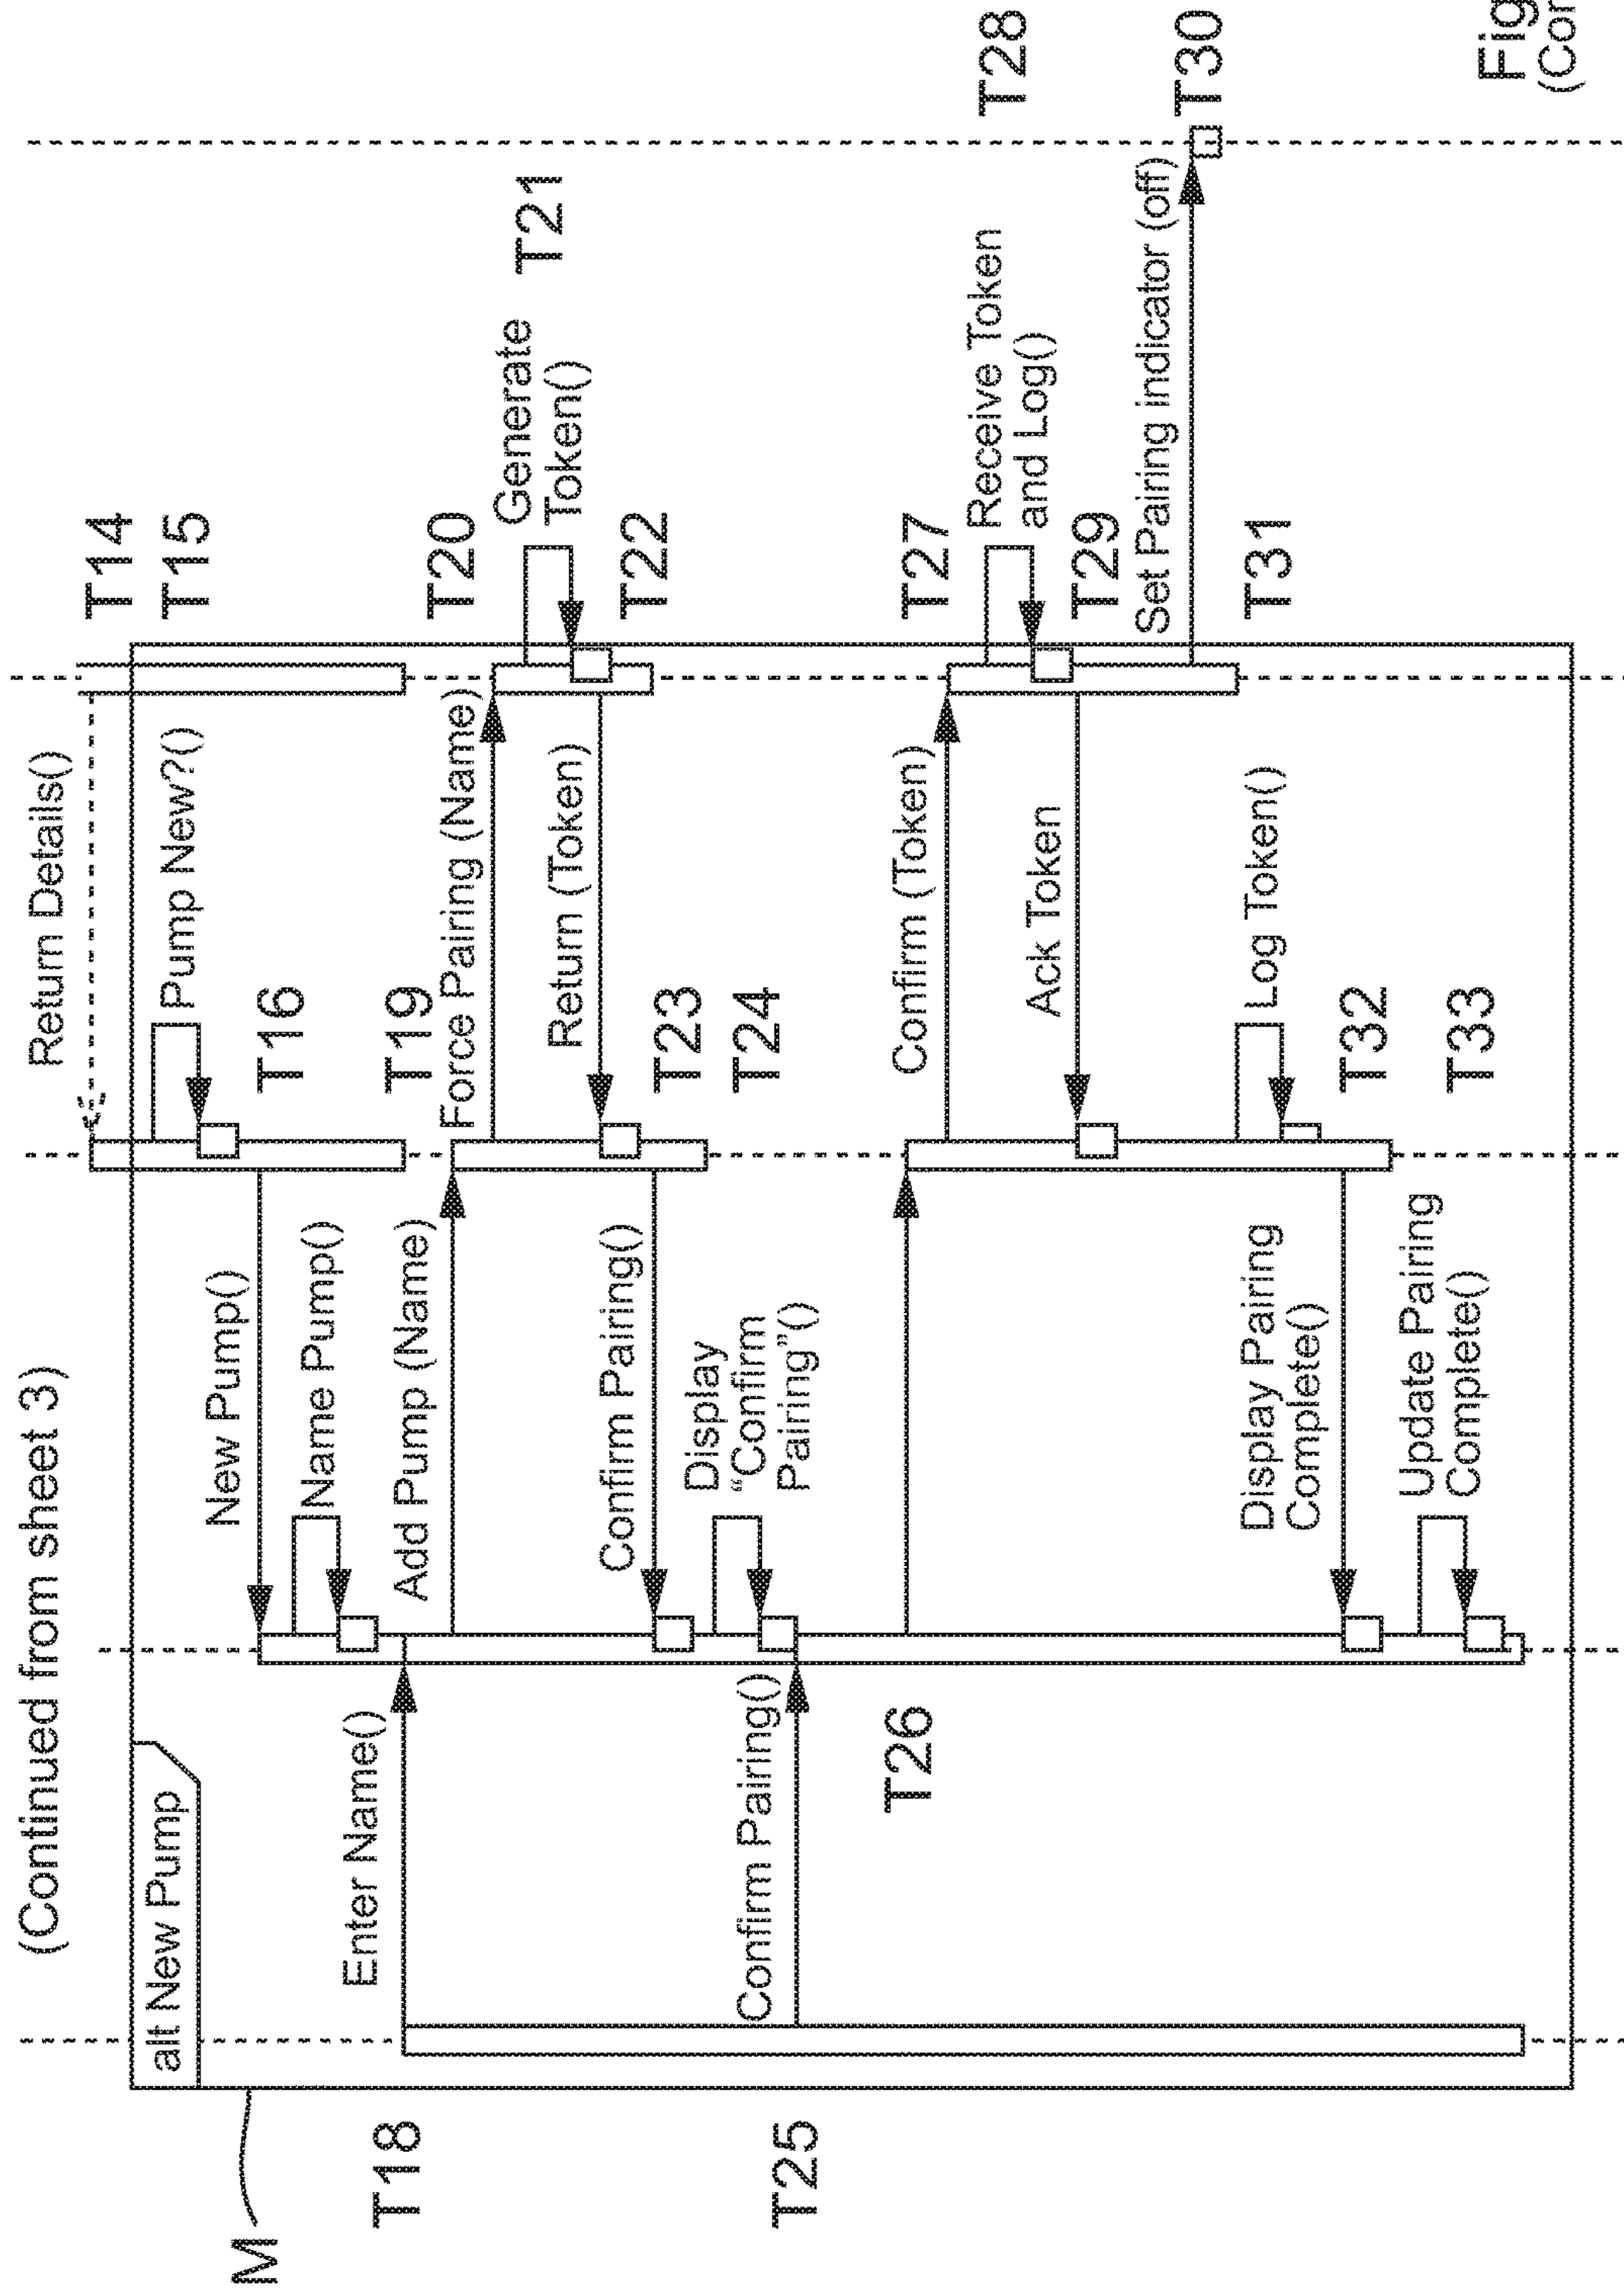 (Continued from sheet 3)
Return Details()
T14
alt New Pump
M
Pump New?()
T15
New Pump()
T16
Name Pump()
Enter Name()
T18
Add Pump (Name)
T19
Force Pairing (Name)
T20
Generate
Token()
T21
Return (Token)
T22
Confirm Pairing()
T23
Display
“Confirm
Pairing”()
T24
Confirm Pairing()
T25
T26
Confirm (Token)
T27
Receive Token
and Log()
T28
Ack Token
T29
Set Pairing indicator (off)
T30
Log Token()
T31
Display Pairing
Complete()
T32
Update Pairing
Complete()
T33
Fig
(Cor